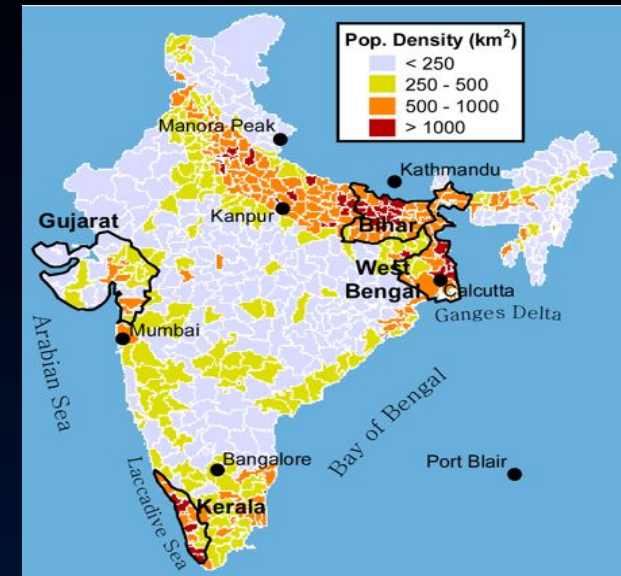 Pop. Density (km²)
< 250
250 - 500
500 - 1000
> 1000
Manora Peak
Kathmandu
Kanpur
Gujarat
Bihar
West
Bengal
Calcutta
Ganges Delta
Mumbai
Arabian Sea
Bay of Bengal
Bangalore
Port Blair
Laccadive Sea
Kerala